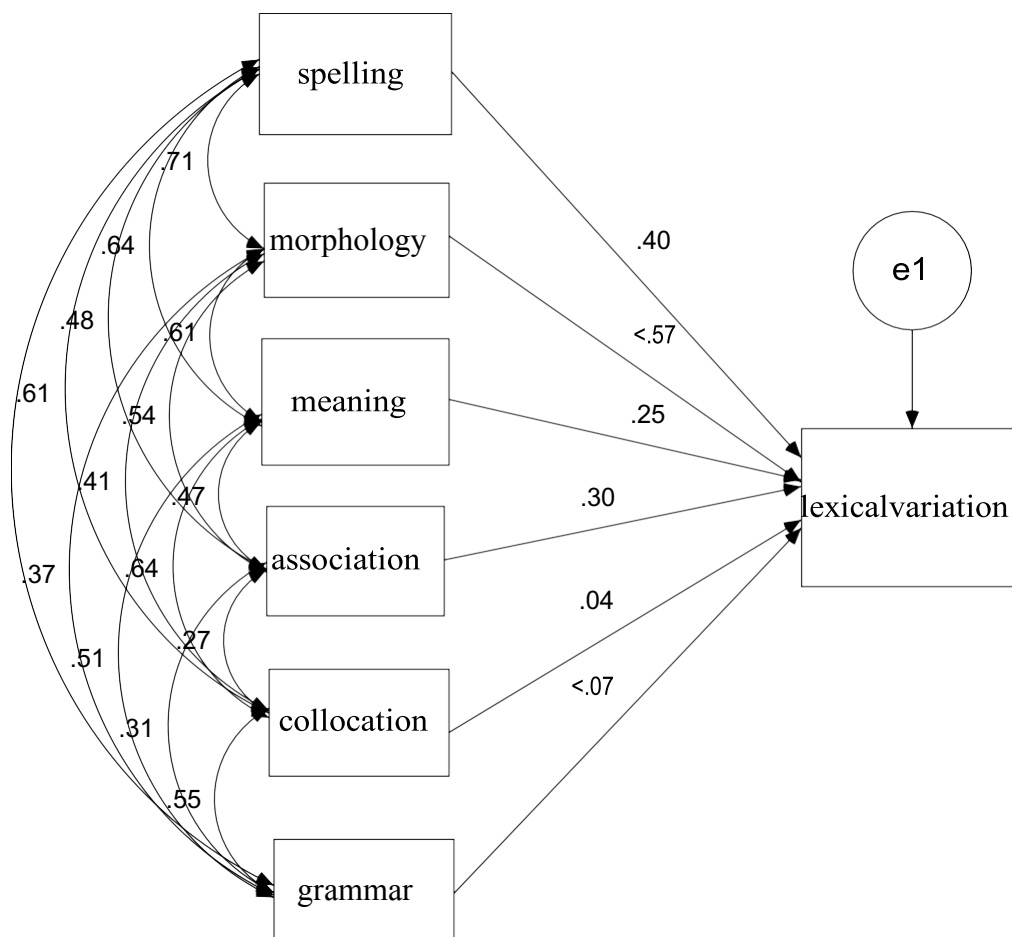 spelling
.71
morphology
.40
e1
.64
.48
.61
<.57
.61
meaning
.54
.25
.41
.47
.30
lexicalvariation
association
.37
.64
.04
.27
.51
<.07
.31
collocation
.55
grammar